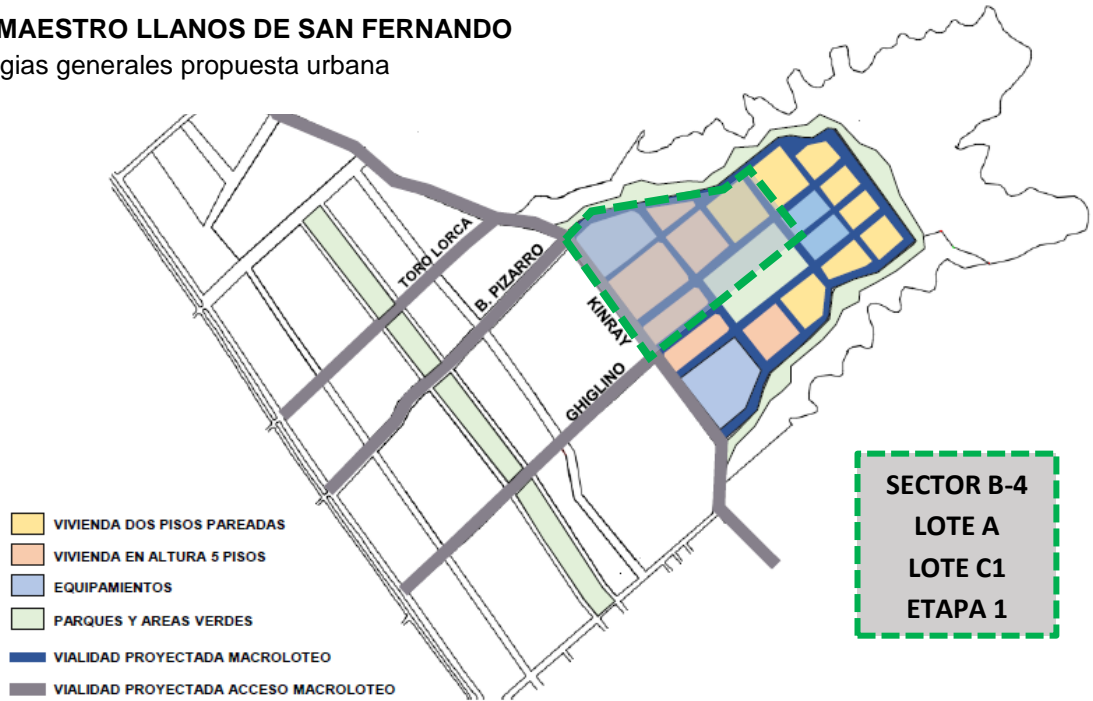 MAESTRO LLANOS DE SAN FERNANDO
gias generales propuesta urbana
TORO LORCA
B. PIZARRO
KINRAY
GHIGLINO
SECTOR B-4
LOTE A
LOTE C1
ETAPA 1
VIVIENDA DOS PISOS PAREADAS
VIVIENDA EN ALTURA 5 PISOS
EQUIPAMIENTOS
PARQUES Y AREAS VERDES
VIALIDAD PROYECTADA MACROLOTEO
VIALIDAD PROYECTADA ACCESO MACROLOTEO